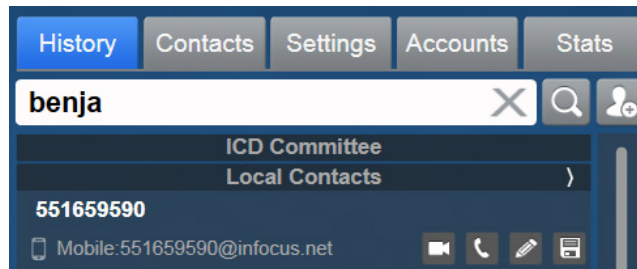 History Contacts Settings Accounts Stats
benja
ICD Committee
Local Contacts
551659590
Mobile:551659590@infocus.net